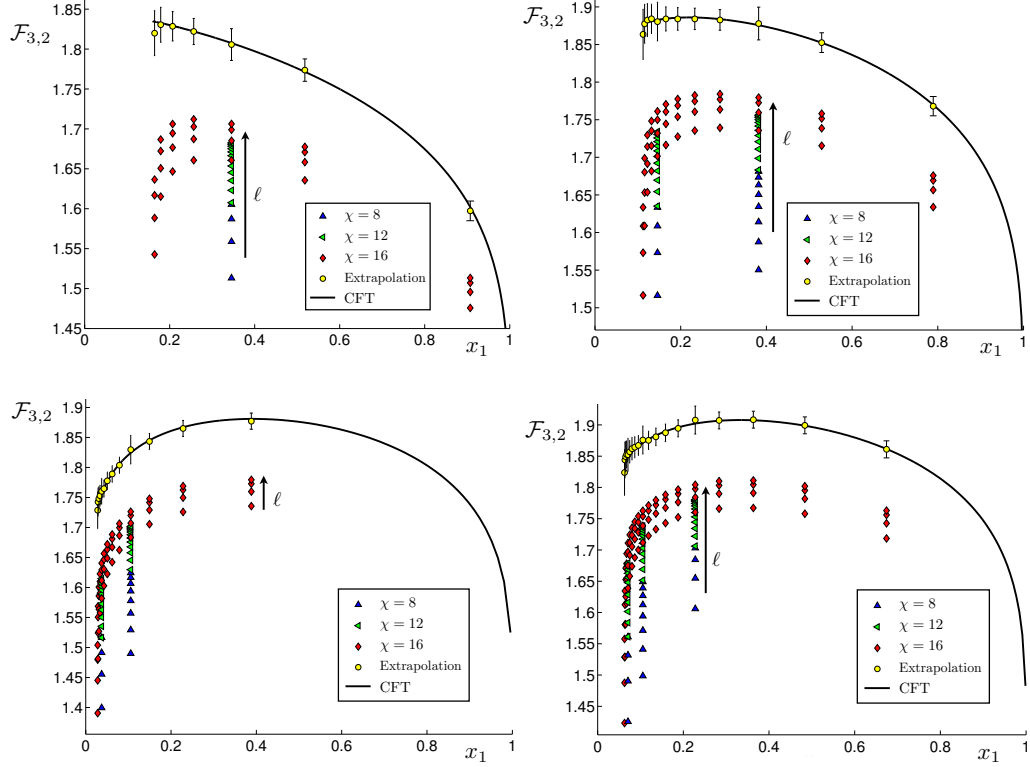 F₃,₂
1.85
1.8
1.75
1.7
1.65
1.6
1.55
1.5
1.45
0
0.2
0.4
0.6
0.8
1
x₁
ℓ
χ = 8
χ = 12
χ = 16
Extrapolation
CFT
F₃,₂
1.9
1.85
1.8
1.75
1.7
1.65
1.6
1.55
1.5
0
0.2
0.4
0.6
0.8
1
x₁
ℓ
χ = 8
χ = 12
χ = 16
Extrapolation
CFT
F₃,₂
1.9
1.85
1.8
1.75
1.7
1.65
1.6
1.55
1.5
1.45
1.4
0
0.2
0.4
0.6
0.8
1
x₁
ℓ
χ = 8
χ = 12
χ = 16
Extrapolation
CFT
F₃,₂
1.95
1.9
1.85
1.8
1.75
1.7
1.65
1.6
1.55
1.5
1.45
0
0.2
0.4
0.6
0.8
1
x₁
ℓ
χ = 8
χ = 12
χ = 16
Extrapolation
CFT